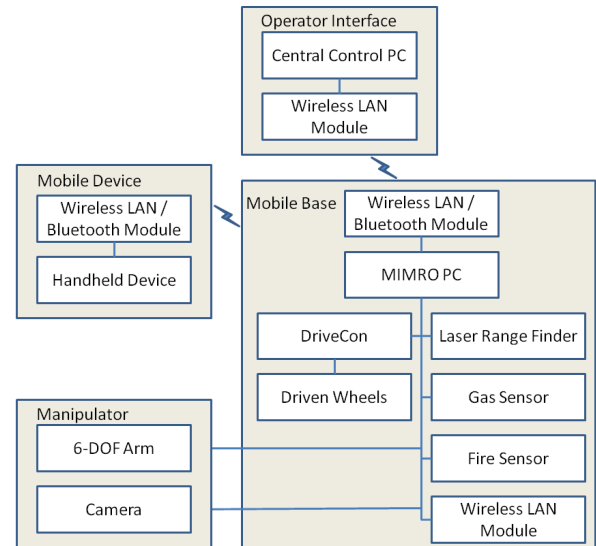 Operator Interface
Central Control PC
Wireless LAN
Module
Mobile Device
Wireless LAN /
Bluetooth Module
Handheld Device
Mobile Base
Wireless LAN /
Bluetooth Module
MIMRO PC
DriveCon
Laser Range Finder
Driven Wheels
Gas Sensor
Manipulator
6-DOF Arm
Fire Sensor
Camera
Wireless LAN
Module